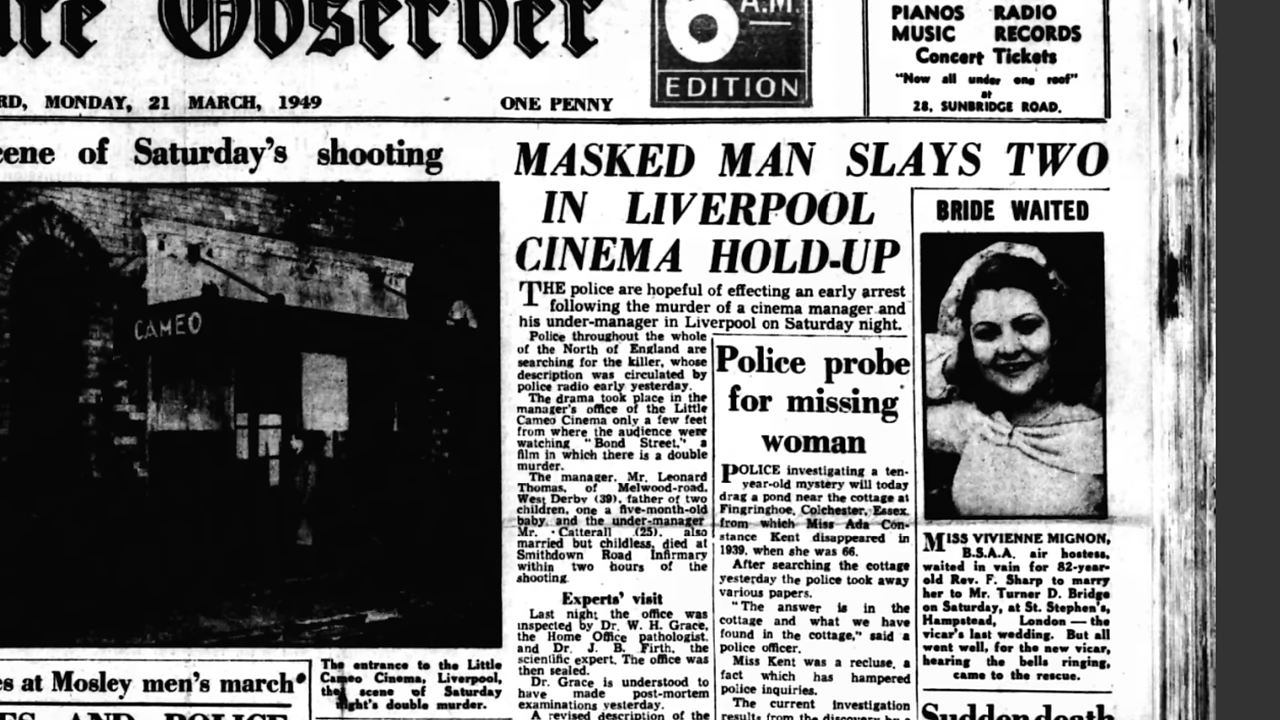 Observer
6 A.M.
EDITION
PIANOS RADIO
MUSIC RECORDS
Concert Tickets
"Now all under one roof"
at
28, SUNBRIDGE ROAD.
MONDAY, 21 MARCH, 1949
ONE PENNY
of Saturday's shooting
CAMEO
The entrance to the Little
Cameo Cinema, Liverpool,
the scene of Saturday
night's double murder.
at Mosley men's march
AND POLICE
MASKED MAN SLAYS TWO
IN LIVERPOOL
CINEMA HOLD-UP
THE police are hopeful of effecting an early arrest
following the murder of a cinema manager and
his under-manager in Liverpool on Saturday night.
Police throughout the whole
of the North of England are
searching for the killer, whose
description was circulated by
police radio early yesterday.
The drama took place in the
manager's office of the Little
Cameo Cinema only a few feet
from where the audience were
watching "Bond Street," a
film in which there is a double
murder.
The manager, Mr. Leonard
Thomas, of Melwood-road,
West Derby (39), father of two
children, one a five-month-old
baby, and the under-manager
Mr. Catterall (25), also
married but childless, died at
Smithdown Road Infirmary
within two hours of the
shooting.
Experts' visit
Last night the office was
inspected by Dr. W. H. Grace,
the Home Office pathologist,
and Dr. J. B. Firth, the
scientific expert. The office was
then sealed.
Dr. Grace is understood to
have made post-mortem
examinations yesterday.
A revised description of the
Police probe
for missing
woman
POLICE investigating a ten-
year-old mystery will today
drag a pond near the cottage at
Fingringhoe, Colchester, Essex,
from which Miss Ada Con-
stance Kent disappeared in
1939, when she was 66.
After searching the cottage
yesterday the police took away
various papers.
"The answer is in the
cottage and what we have
found in the cottage," said a
police officer.
Miss Kent was a recluse, a
fact which has hampered
police inquiries.
The current investigation
results from the discovery by a
BRIDE WAITED
MISS VIVIENNE MIGNON,
B.S.A.A. air hostess,
waited in vain for 82-year-
old Rev. F. Sharp to marry
her to Mr. Turner D. Bridge
on Saturday, at St. Stephen's,
Hampstead, London — the
vicar's last wedding. But all
went well, for the new vicar,
hearing the bells ringing,
came to the rescue.
Sudden death